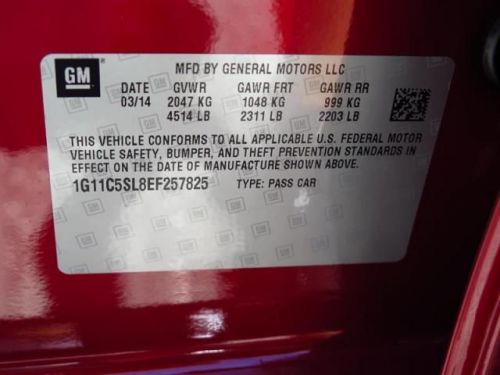 GM
MFD BY GENERAL MOTORS LLC
DATE GVWR GAWR FRT GAWR RR
03/14 2047 KG 1048 KG 999 KG
4514 LB 2311 LB 2203 LB
THIS VEHICLE CONFORMS TO ALL APPLICABLE U.S. FEDERAL MOTOR
VEHICLE SAFETY, BUMPER, AND THEFT PREVENTION STANDARDS IN
EFFECT ON THE DATE OF MANUFACTURE SHOWN ABOVE.
1G11C5SL8EF257825 TYPE: PASS CAR